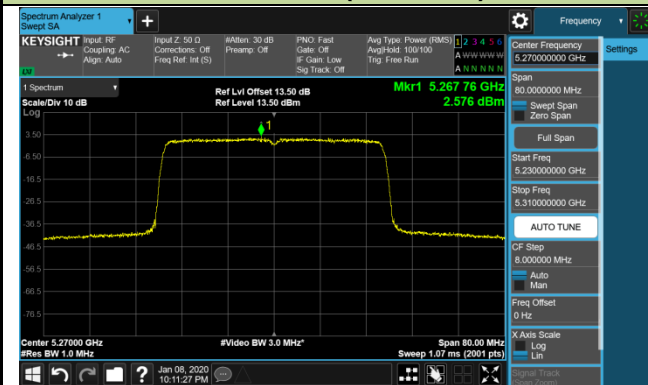 Spectrum Analyzer 1
Swept SA
Frequency
KEYSIGHT
Input: RF
Coupling: AC
Align: Auto
Input Z: 50 Ω
Corrections: Off
Freq Ref: Int (S)
#Atten: 30 dB
Preamp: Off
PNO: Fast
Gate: Off
IF Gain: Low
Sig Track: Off
Avg Type: Power (RMS)
Avg|Hold: 100/100
Trig: Free Run
1 2 3 4 5 6
A W W W W W
A N N N N N
Center Frequency
5.270000000 GHz
Settings
Span
80.0000000 MHz
Swept Span
Zero Span
Full Span
Start Freq
5.230000000 GHz
Stop Freq
5.310000000 GHz
AUTO TUNE
CF Step
8.000000 MHz
Auto
Man
Freq Offset
0 Hz
X Axis Scale
Log
Lin
Signal Track
1 Spectrum
Scale/Div 10 dB
Log
Ref Lvl Offset 13.50 dB
Ref Level 13.50 dBm
Mkr1 5.267 76 GHz
2.576 dBm
1
3.50
-6.50
-16.5
-26.5
-36.5
-46.5
-56.5
-66.5
-76.5
Center 5.27000 GHz
#Res BW 1.0 MHz
#Video BW 3.0 MHz*
Span 80.00 MHz
Sweep 1.07 ms (2001 pts)
Jan 08, 2020
10:11:27 PM